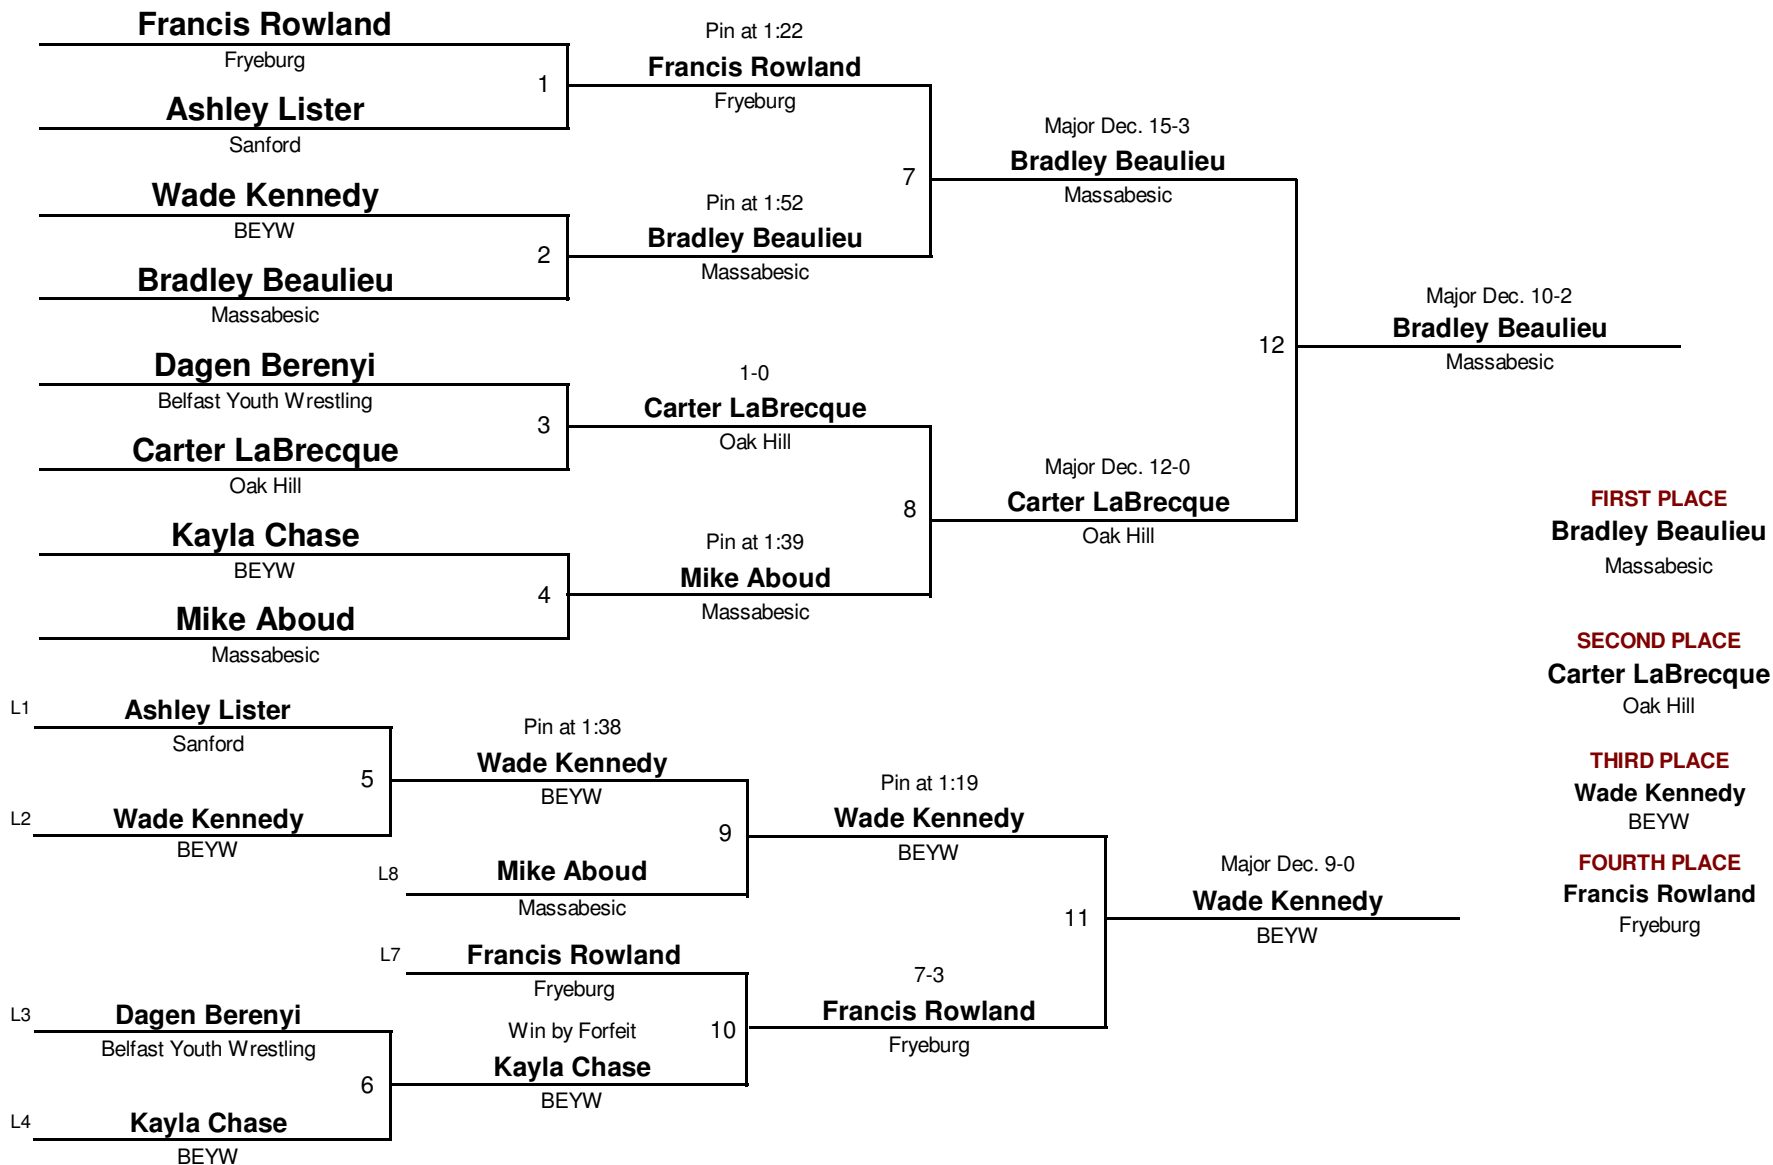 Francis Rowland
Fryeburg
1
Ashley Lister
Sanford
Pin at 1:22
Francis Rowland
Fryeburg
Wade Kennedy
BEYW
2
Bradley Beaulieu
Massabesic
Pin at 1:52
Bradley Beaulieu
Massabesic
7
Major Dec. 15-3
Bradley Beaulieu
Massabesic
Dagen Berenyi
Belfast Youth Wrestling
3
Carter LaBrecque
Oak Hill
1-0
Carter LaBrecque
Oak Hill
Kayla Chase
BEYW
4
Mike Aboud
Massabesic
Pin at 1:39
Mike Aboud
Massabesic
8
Major Dec. 12-0
Carter LaBrecque
Oak Hill
12
Major Dec. 10-2
Bradley Beaulieu
Massabesic
FIRST PLACE
Bradley Beaulieu
Massabesic
SECOND PLACE
Carter LaBrecque
Oak Hill
THIRD PLACE
Wade Kennedy
BEYW
FOURTH PLACE
Francis Rowland
Fryeburg
L1
Ashley Lister
Sanford
5
L2
Wade Kennedy
BEYW
Pin at 1:38
Wade Kennedy
BEYW
9
L8
Mike Aboud
Massabesic
Pin at 1:19
Wade Kennedy
BEYW
L7
Francis Rowland
Fryeburg
L3
Dagen Berenyi
Belfast Youth Wrestling
6
L4
Kayla Chase
BEYW
Win by Forfeit
Kayla Chase
BEYW
10
7-3
Francis Rowland
Fryeburg
11
Major Dec. 9-0
Wade Kennedy
BEYW